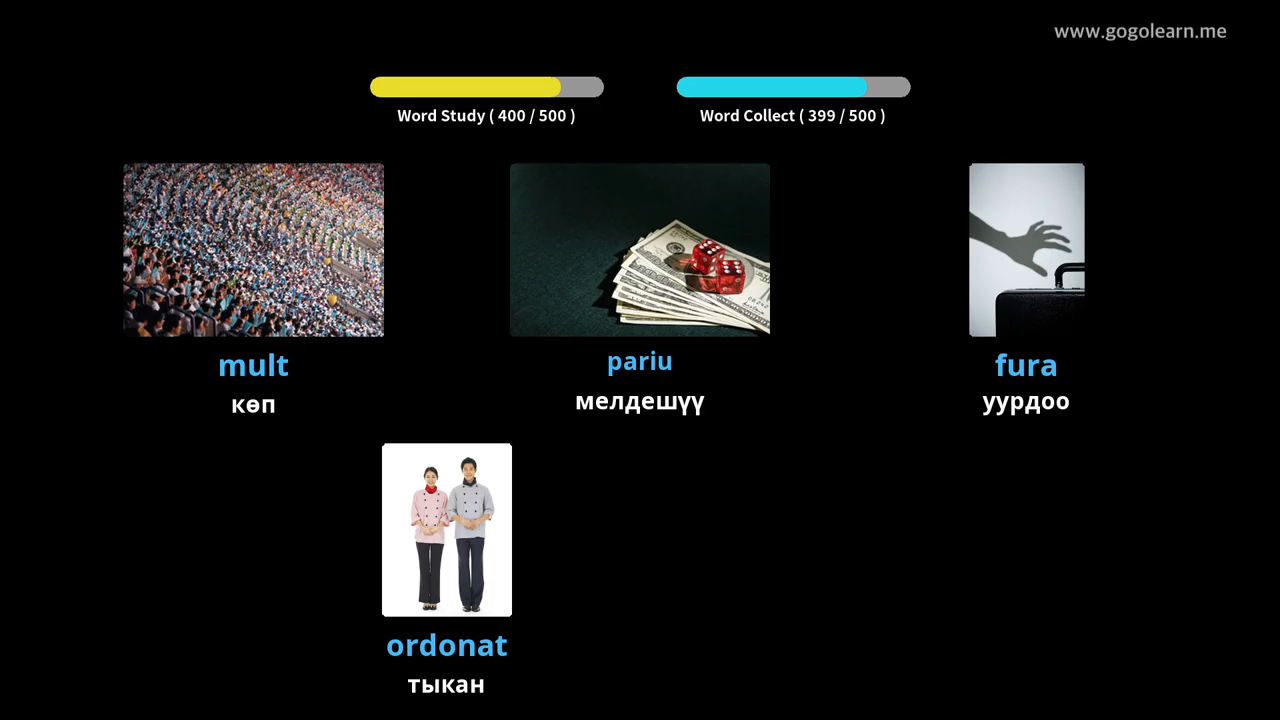 www.gogolearn.me
Word Study ( 400 / 500 )
Word Collect ( 399 / 500 )
mult
көп
pariu
мелдешүү
fura
уурдоо
ordonat
тыкан